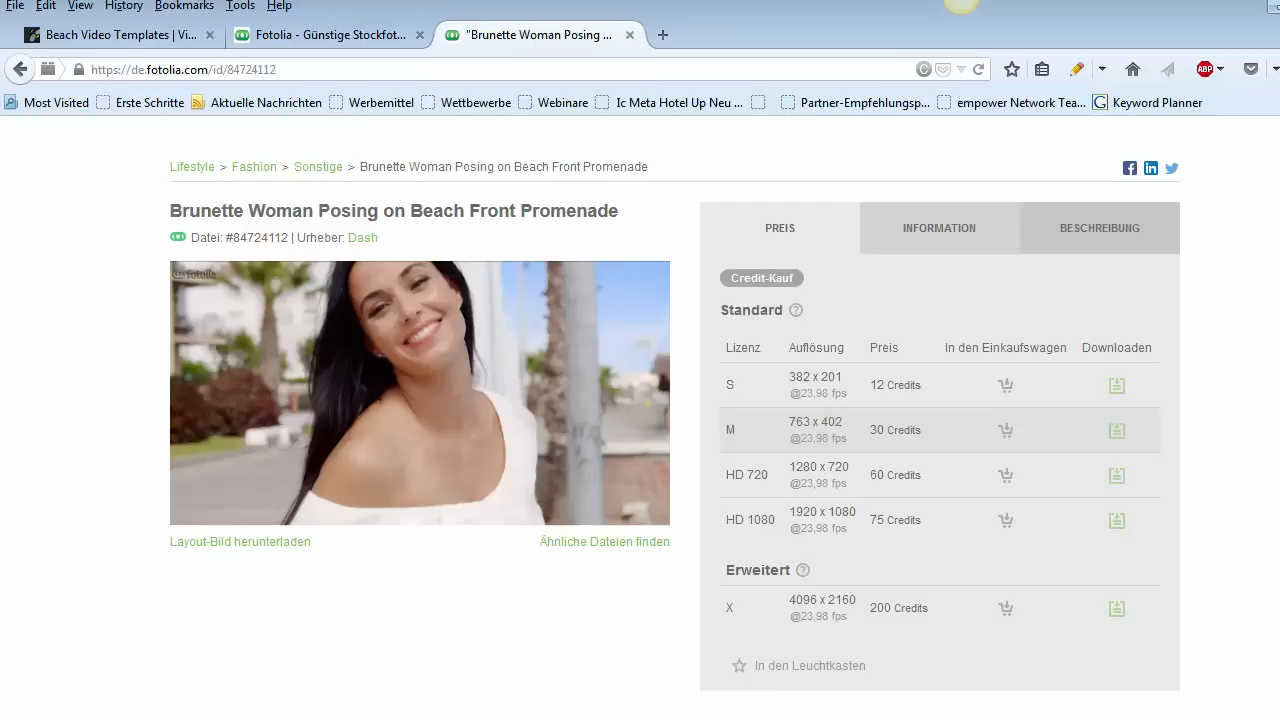 File Edit View History Bookmarks Tools Help
Beach Video Templates | Vi... × Fotolia - Günstige Stockfot... × "Brunette Woman Posing ... × +
https://de.fotolia.com/id/84724112 ABP
Most Visited Erste Schritte Aktuelle Nachrichten Werbemittel Wettbewerbe Webinare Ic Meta Hotel Up Neu ... Partner-Empfehlungsp... empower Network Tea... Keyword Planner
Lifestyle > Fashion > Sonstige > Brunette Woman Posing on Beach Front Promenade
Brunette Woman Posing on Beach Front Promenade
Datei: #84724112 | Urheber: Dash
fotolia
Layout-Bild herunterladen Ähnliche Dateien finden
PREIS INFORMATION BESCHREIBUNG
Credit-Kauf
Standard ?
Lizenz Auflösung Preis In den Einkaufswagen Downloaden
S 382 x 201 12 Credits
@23,98 fps
M 763 x 402 30 Credits
@23,98 fps
HD 720 1280 x 720 60 Credits
@23,98 fps
HD 1080 1920 x 1080 75 Credits
@23,98 fps
Erweitert ?
X 4096 x 2160 200 Credits
@23,98 fps
In den Leuchtkasten